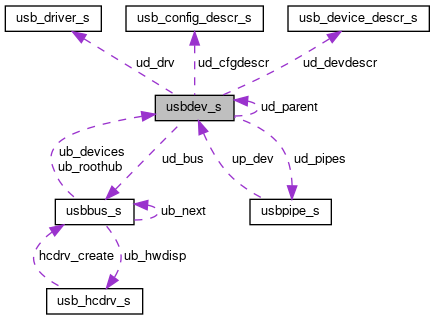 usb_driver_s
usb_config_descr_s
usb_device_descr_s
ud_drv
ud_cfgdescr
ud_devdescr
usbdev_s
ud_parent
ub_devices
ub_roothub
ud_bus
up_dev
ud_pipes
usbbus_s
ub_next
usbpipe_s
hcdrv_create
ub_hwdisp
usb_hcdrv_s